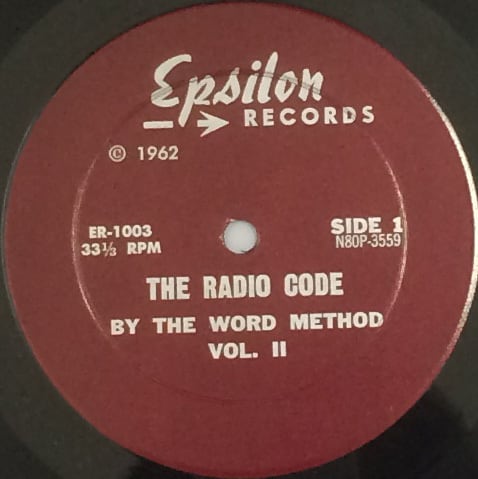 Epsilon
RECORDS
© 1962
ER-1003
33⅓ RPM
SIDE 1
N80P-3559
THE RADIO CODE
BY THE WORD METHOD
VOL. II